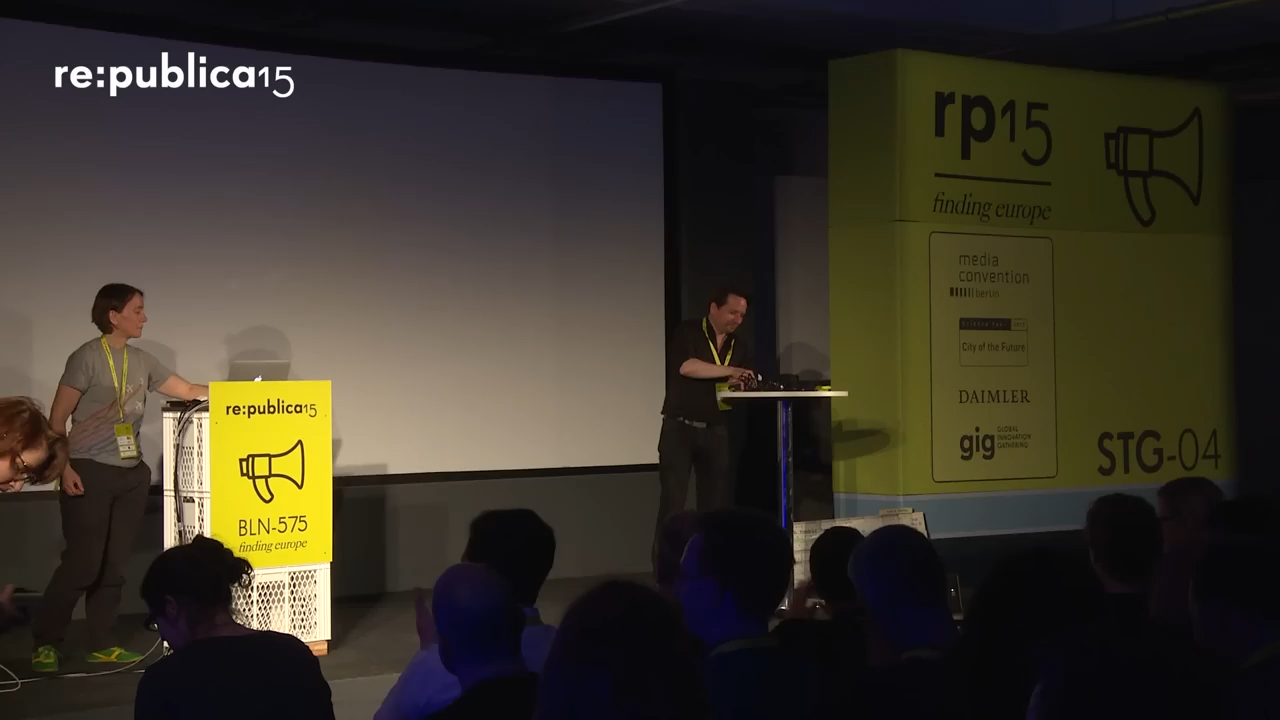 re:publica15
rp15
finding europe
media
convention
berlin
City of the Future
DAIMLER
gig GLOBAL
INNOVATION
GATHERING
STG-04
re:publica15
BLN-575
finding europe